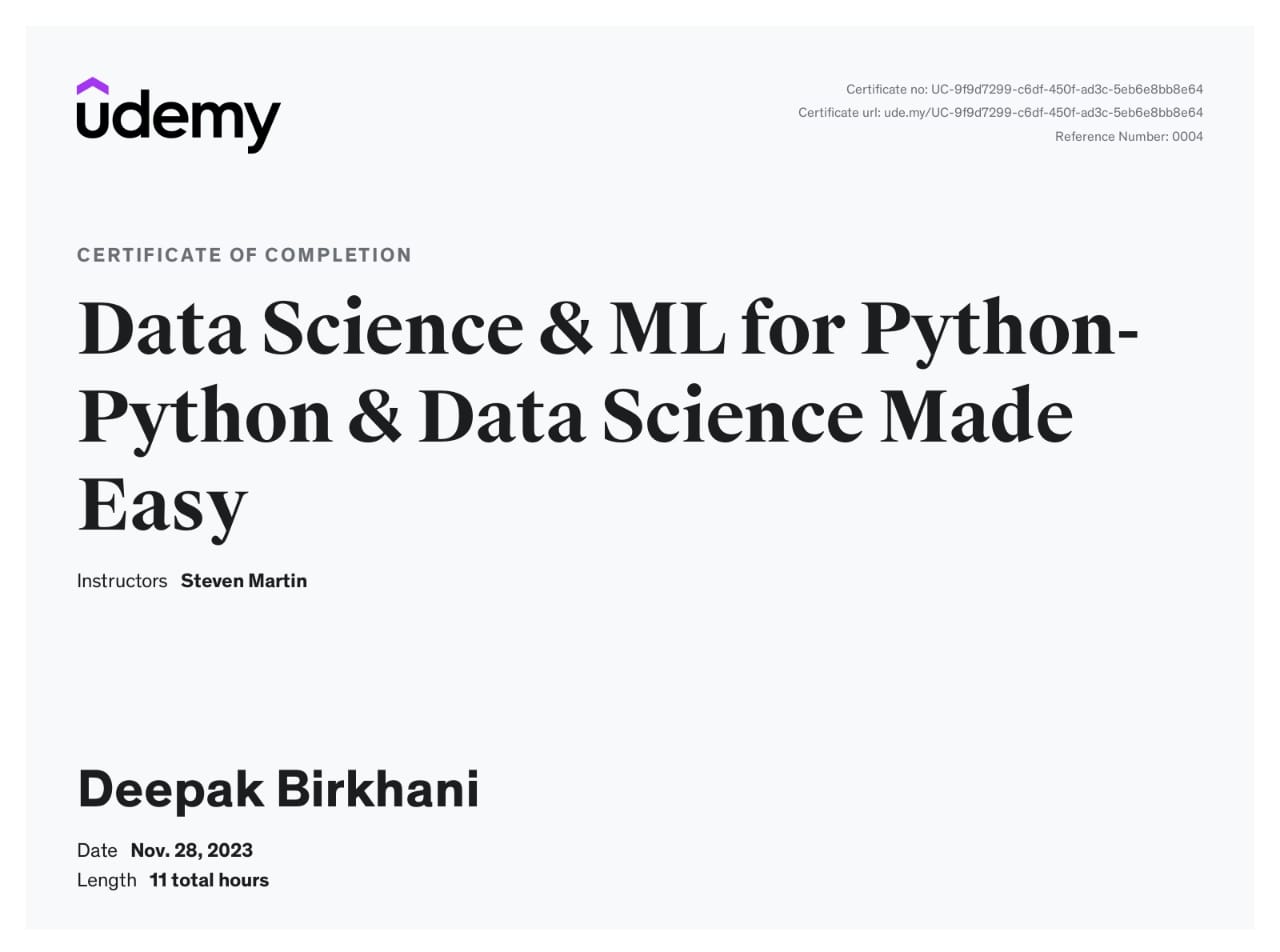 udemy
Certificate no: UC-9f9d7299-c6df-450f-ad3c-5eb6e8bb8e64
Certificate url: ude.my/UC-9f9d7299-c6df-450f-ad3c-5eb6e8bb8e64
Reference Number: 0004
CERTIFICATE OF COMPLETION
Data Science & ML for Python-
Python & Data Science Made
Easy
Instructors Steven Martin
Deepak Birkhani
Date Nov. 28, 2023
Length 11 total hours